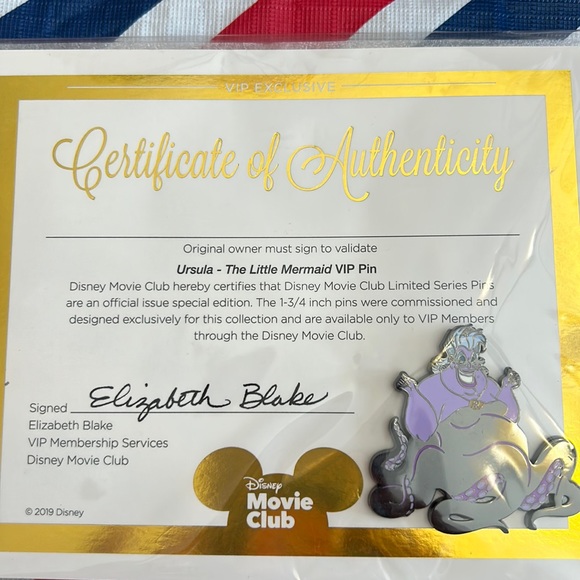 VIP EXCLUSIVE
Certificate of Authenticity
Original owner must sign to validate
Ursula - The Little Mermaid VIP Pin
Disney Movie Club hereby certifies that Disney Movie Club Limited Series Pins
are an official issue special edition. The 1-3/4 inch pins were commissioned and
designed exclusively for this collection and are available only to VIP Members
through the Disney Movie Club.
Signed Elizabeth Blake
Elizabeth Blake
VIP Membership Services
Disney Movie Club
Disney
Movie
Club
© 2019 Disney